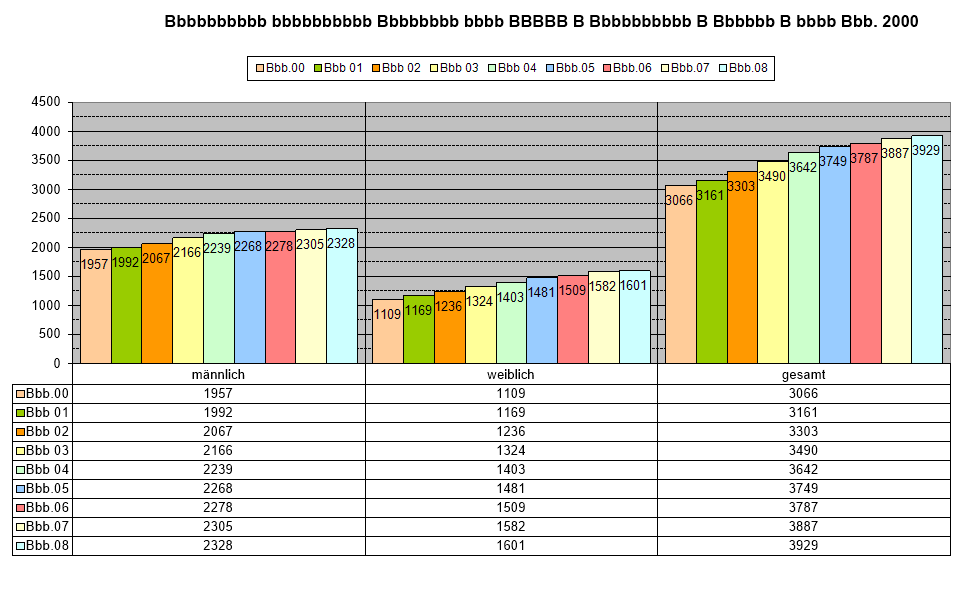 Bbbbbbbbbb bbbbbbbbbb Bbbbbbbb bbbb BBBBB B Bbbbbbbbbb B Bbbbbb B bbbb Bbb. 2000
Bbb.00 Bbb 01 Bbb 02 Bbb 03 Bbb 04 Bbb.05 Bbb.06 Bbb.07 Bbb.08
4500
4000
3500
3000
2500
2000
1500
1000
500
0
1957 1992 2067 2166 2239 2268 2278 2305 2328
1109 1169 1236 1324 1403 1481 1509 1582 1601
3066 3161 3303 3490 3642 3749 3787 3887 3929
männlich weiblich gesamt
Bbb.00 1957 1109 3066
Bbb 01 1992 1169 3161
Bbb 02 2067 1236 3303
Bbb 03 2166 1324 3490
Bbb 04 2239 1403 3642
Bbb.05 2268 1481 3749
Bbb.06 2278 1509 3787
Bbb.07 2305 1582 3887
Bbb.08 2328 1601 3929